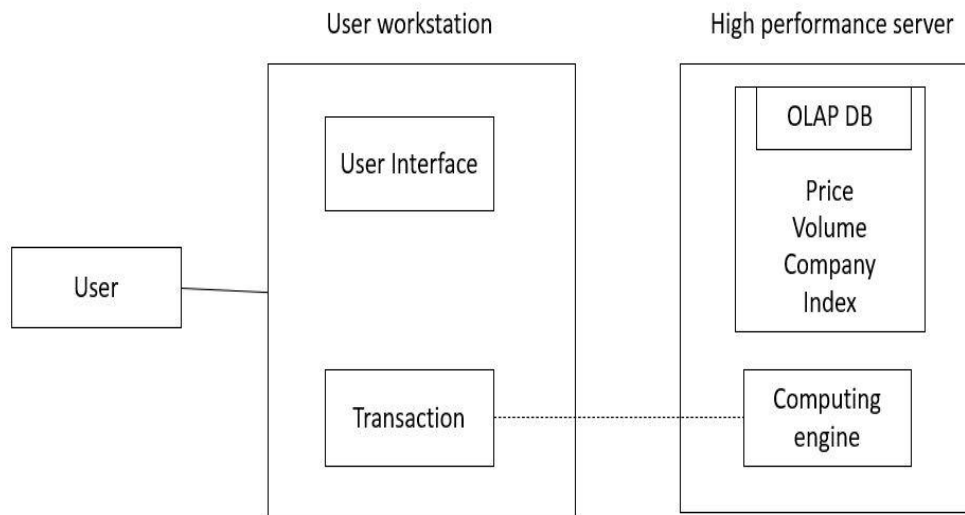 User workstation
High performance server
OLAP DB
User Interface
Price
Volume
Company
Index
User
Transaction
Computing
engine